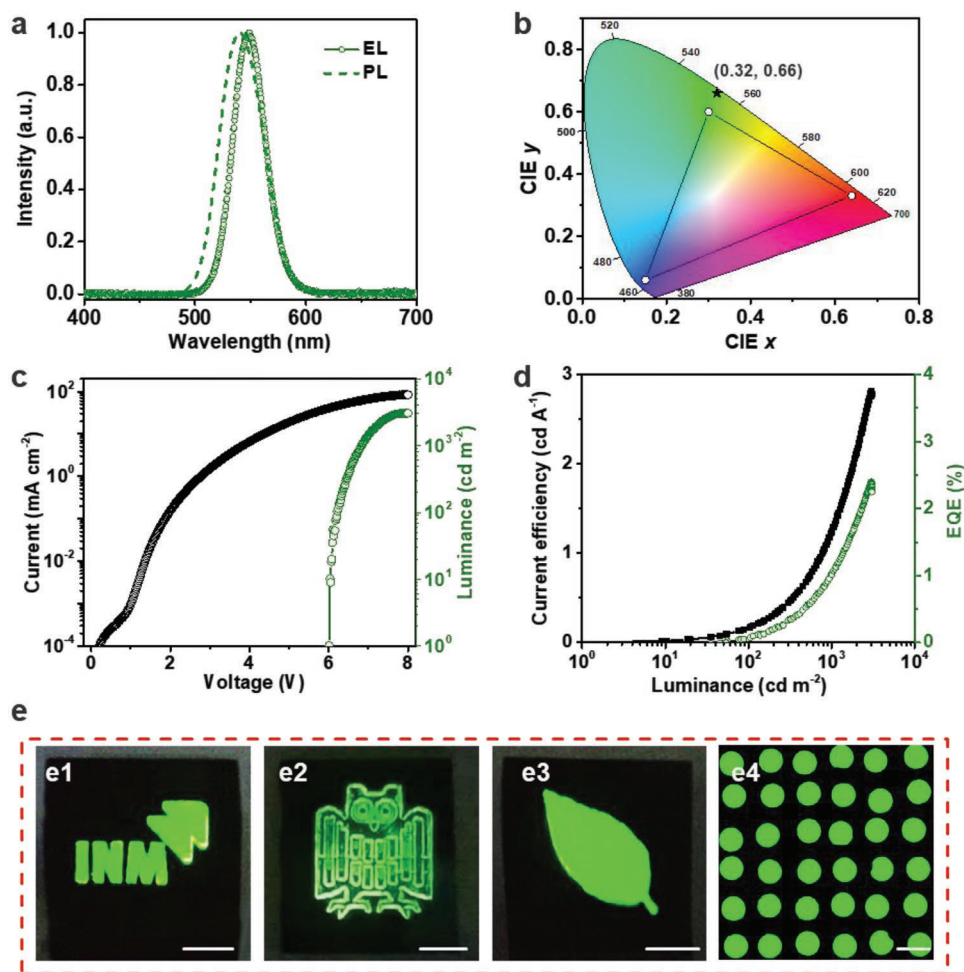 a
1.0
0.8
0.6
0.4
0.2
0.0
Intensity (a.u.)
EL
PL
400
500
600
700
Wavelength (nm)
b
0.8
0.6
0.4
0.2
0.0
CIE y
520
540
(0.32, 0.66)
560
500
580
600
620
700
480
460
380
0.0
0.2
0.4
0.6
0.8
CIE x
c
10²
10⁰
10⁻²
10⁻⁴
Current (mA cm⁻²)
10⁴
10³
10²
10¹
10⁰
Luminance (cd m⁻²)
0
2
4
6
8
Voltage (V)
d
3
2
1
0
Current efficiency (cd A⁻¹)
4
3
2
1
0
EQE (%)
10⁰
10¹
10²
10³
10⁴
Luminance (cd m⁻²)
e
e1
INM
e2
e3
e4